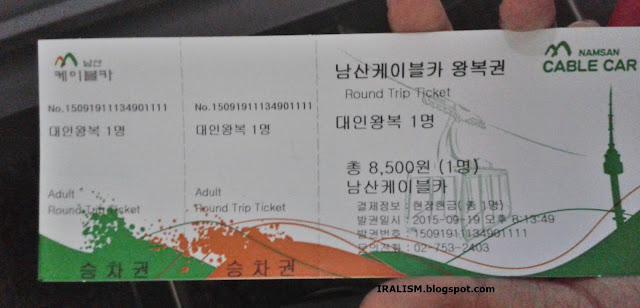 남산
케이블카
No.15091911134901111
대인왕복 1명
Adult
Round Trip Ticket
승차권
No.15091911134901111
대인왕복 1명
Adult
Round Trip Ticket
승차권
남산케이블카 왕복권
Round Trip Ticket
대인왕복 1명
총 8,500원 (1명)
남산케이블카
결제정보 : 현장현금(총 1명)
발권일시 : 2015-09-19 오후 8:13:49
발권번호 : 15091911134901111
문의전화 : 02-753-2403
NAMSAN
CABLE CAR
IRALISM.blogspot.com